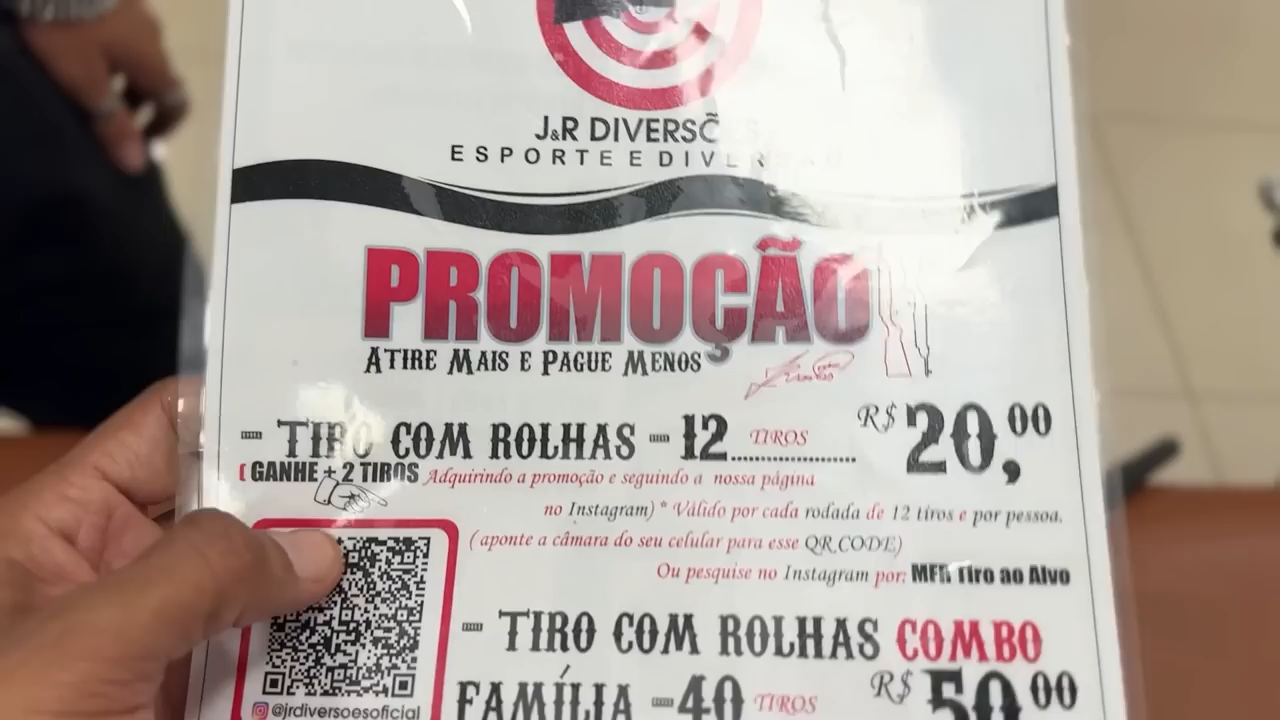 J&R DIVERSÕES
ESPORTE E DIVERSÃO
PROMOÇÃO
ATIRE MAIS E PAGUE MENOS
- TIRO COM ROLHAS - 12 TIROS R$ 20,00
( GANHE + 2 TIROS Adquirindo a promoção e seguindo a nossa página
no Instagram) * Válido por cada rodada de 12 tiros e por pessoa.
( aponte a câmara do seu celular para esse QR.CODE)
Ou pesquise no Instagram por: MFR Tiro ao Alvo
- TIRO COM ROLHAS COMBO
FAMÍLIA - 40 TIROS R$ 50,00
@jrdiversoesoficial